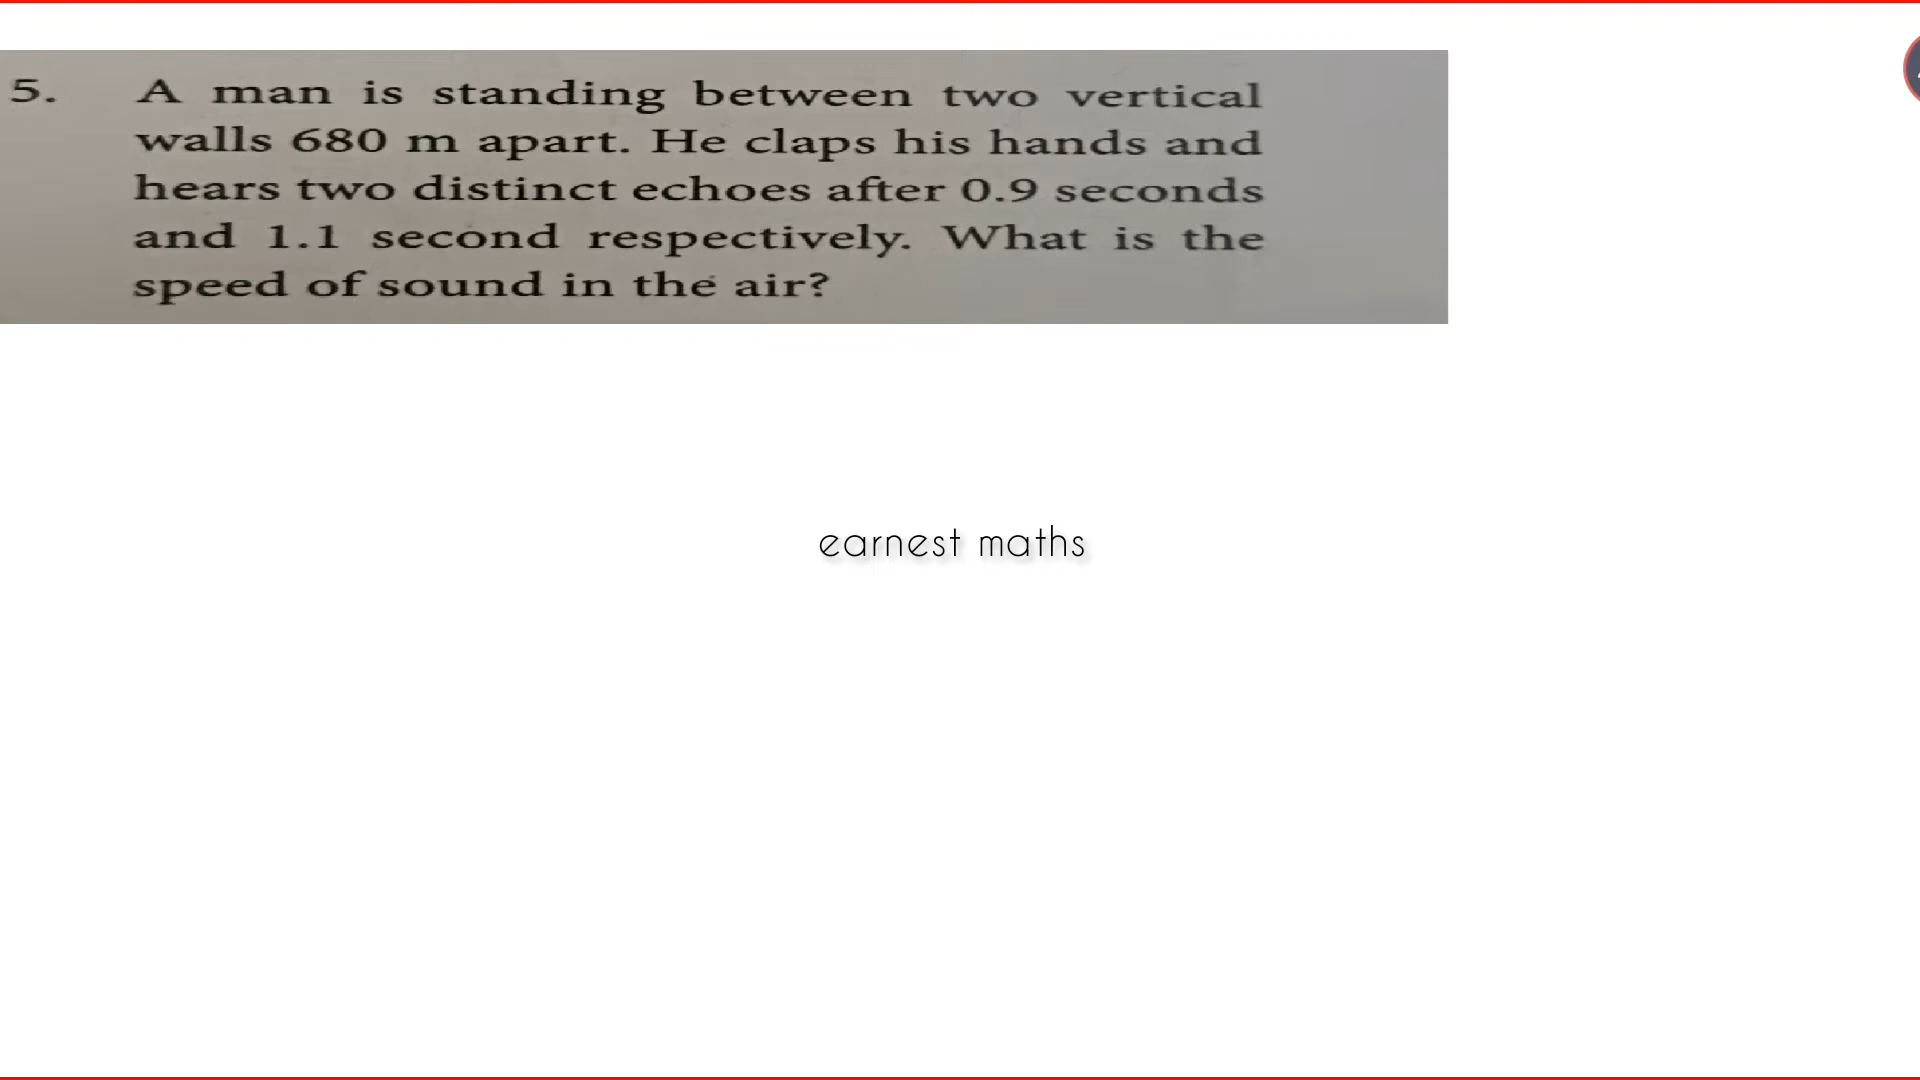 5. A man is standing between two vertical
walls 680 m apart. He claps his hands and
hears two distinct echoes after 0.9 seconds
and 1.1 second respectively. What is the
speed of sound in the air?
earnest maths